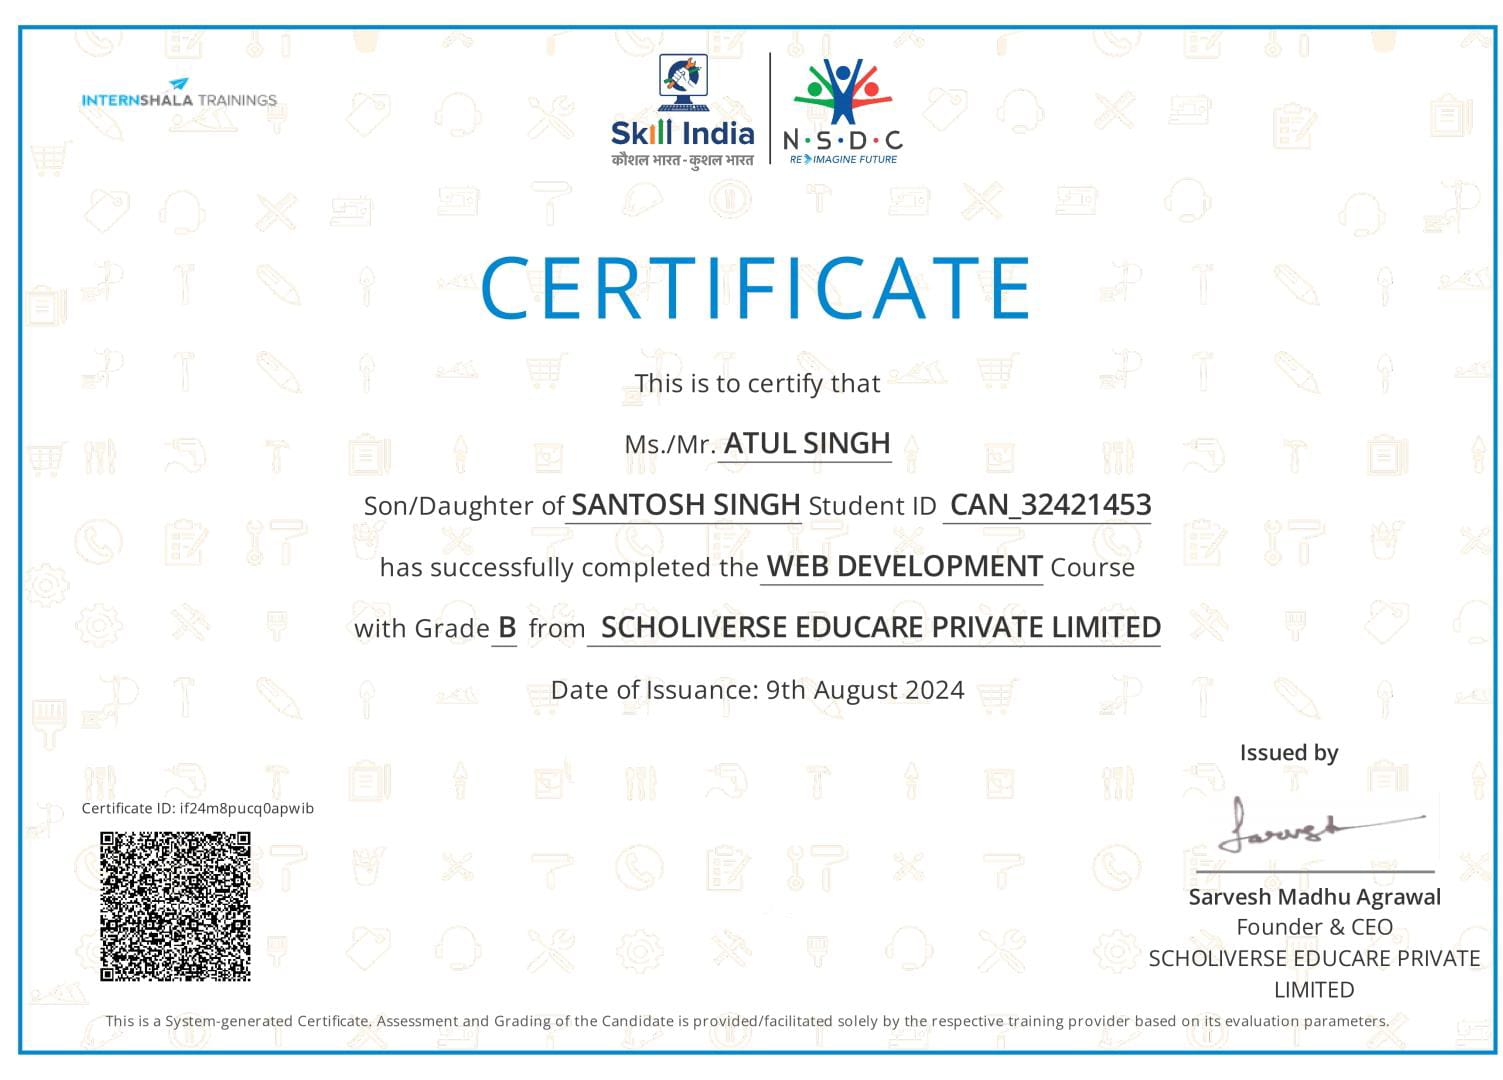 INTERNSHALA TRAININGS
Skill India
कौशल भारत - कुशल भारत
N·S·D·C
RE IMAGINE FUTURE
CERTIFICATE
This is to certify that
Ms./Mr. ATUL SINGH
Son/Daughter of SANTOSH SINGH Student ID CAN_32421453
has successfully completed the WEB DEVELOPMENT Course
with Grade B from SCHOLIVERSE EDUCARE PRIVATE LIMITED
Date of Issuance: 9th August 2024
Issued by
Certificate ID: if24m8pucq0apwib
Sarvesh
Sarvesh Madhu Agrawal
Founder & CEO
SCHOLIVERSE EDUCARE PRIVATE
LIMITED
This is a System-generated Certificate. Assessment and Grading of the Candidate is provided/facilitated solely by the respective training provider based on its evaluation parameters.